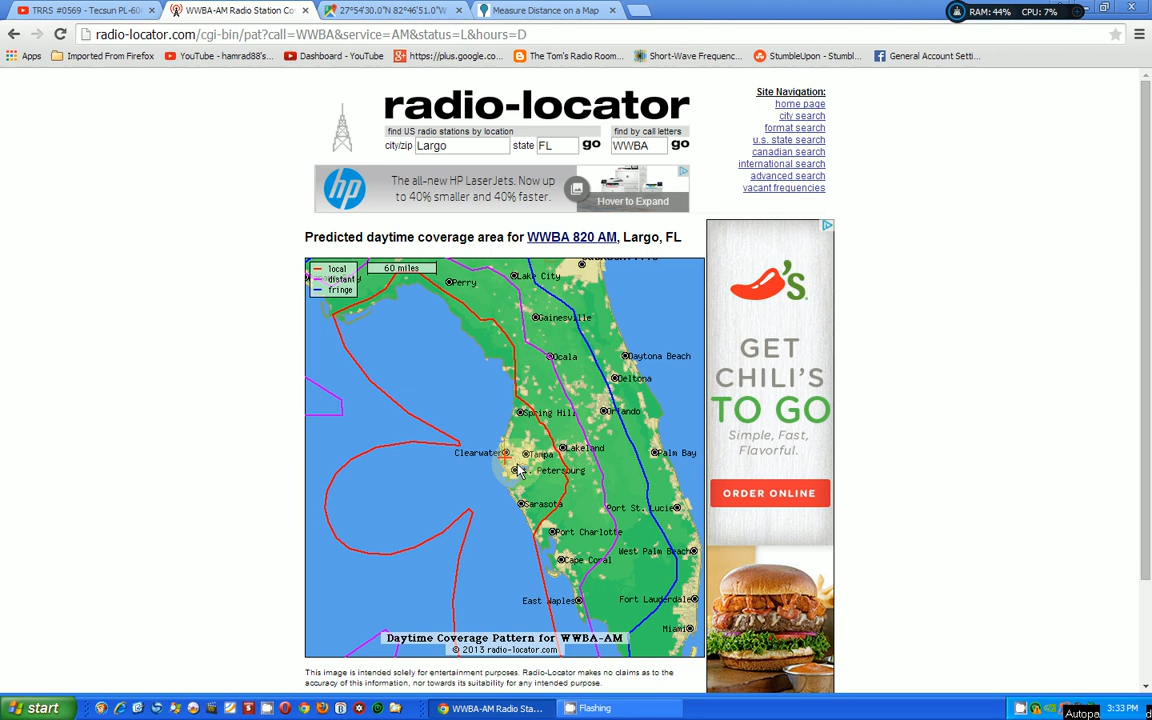 TRRS #0569 - Tecsun PL-60
WWBA-AM Radio Station Co
27°54'30.0"N 82°46'51.0"W
Measure Distance on a Map
RAM: 44% CPU: 7%
radio-locator.com/cgi-bin/pat?call=WWBA&service=AM&status=L&hours=D
Apps
Imported From Firefox
YouTube - hamrad88's...
Dashboard - YouTube
https://plus.google.co...
The Tom's Radio Room...
Short-Wave Frequenc...
StumbleUpon - Stumbl...
General Account Setti...
radio-locator
find US radio stations by location
find by call letters
city/zip Largo state FL go WWBA go
Site Navigation:
home page
city search
format search
u.s. state search
canadian search
international search
advanced search
vacant frequencies
hp
The all-new HP LaserJets. Now up
to 40% smaller and 40% faster.
Hover to Expand
Predicted daytime coverage area for WWBA 820 AM, Largo, FL
local
distant
fringe
60 miles
Perry
Lake City
Gainesville
Ocala
Daytona Beach
Deltona
Spring Hill
Orlando
Clearwater
Tampa
Lakeland
Palm Bay
Petersburg
Sarasota
Port St. Lucie
Port Charlotte
West Palm Beach
Cape Coral
East Naples
Fort Lauderdale
Miami
Daytime Coverage Pattern for WWBA-AM
© 2013 radio-locator.com
This image is intended solely for entertainment purposes. Radio-Locator makes no claims as to the
accuracy of this information, nor towards its suitability for any intended purpose.
'S
GET
CHILI'S
TO GO
Simple, Fast,
Flavorful.
ORDER ONLINE
start
WWBA-AM Radio Sta...
Flashing
3:33 PM
Autopa